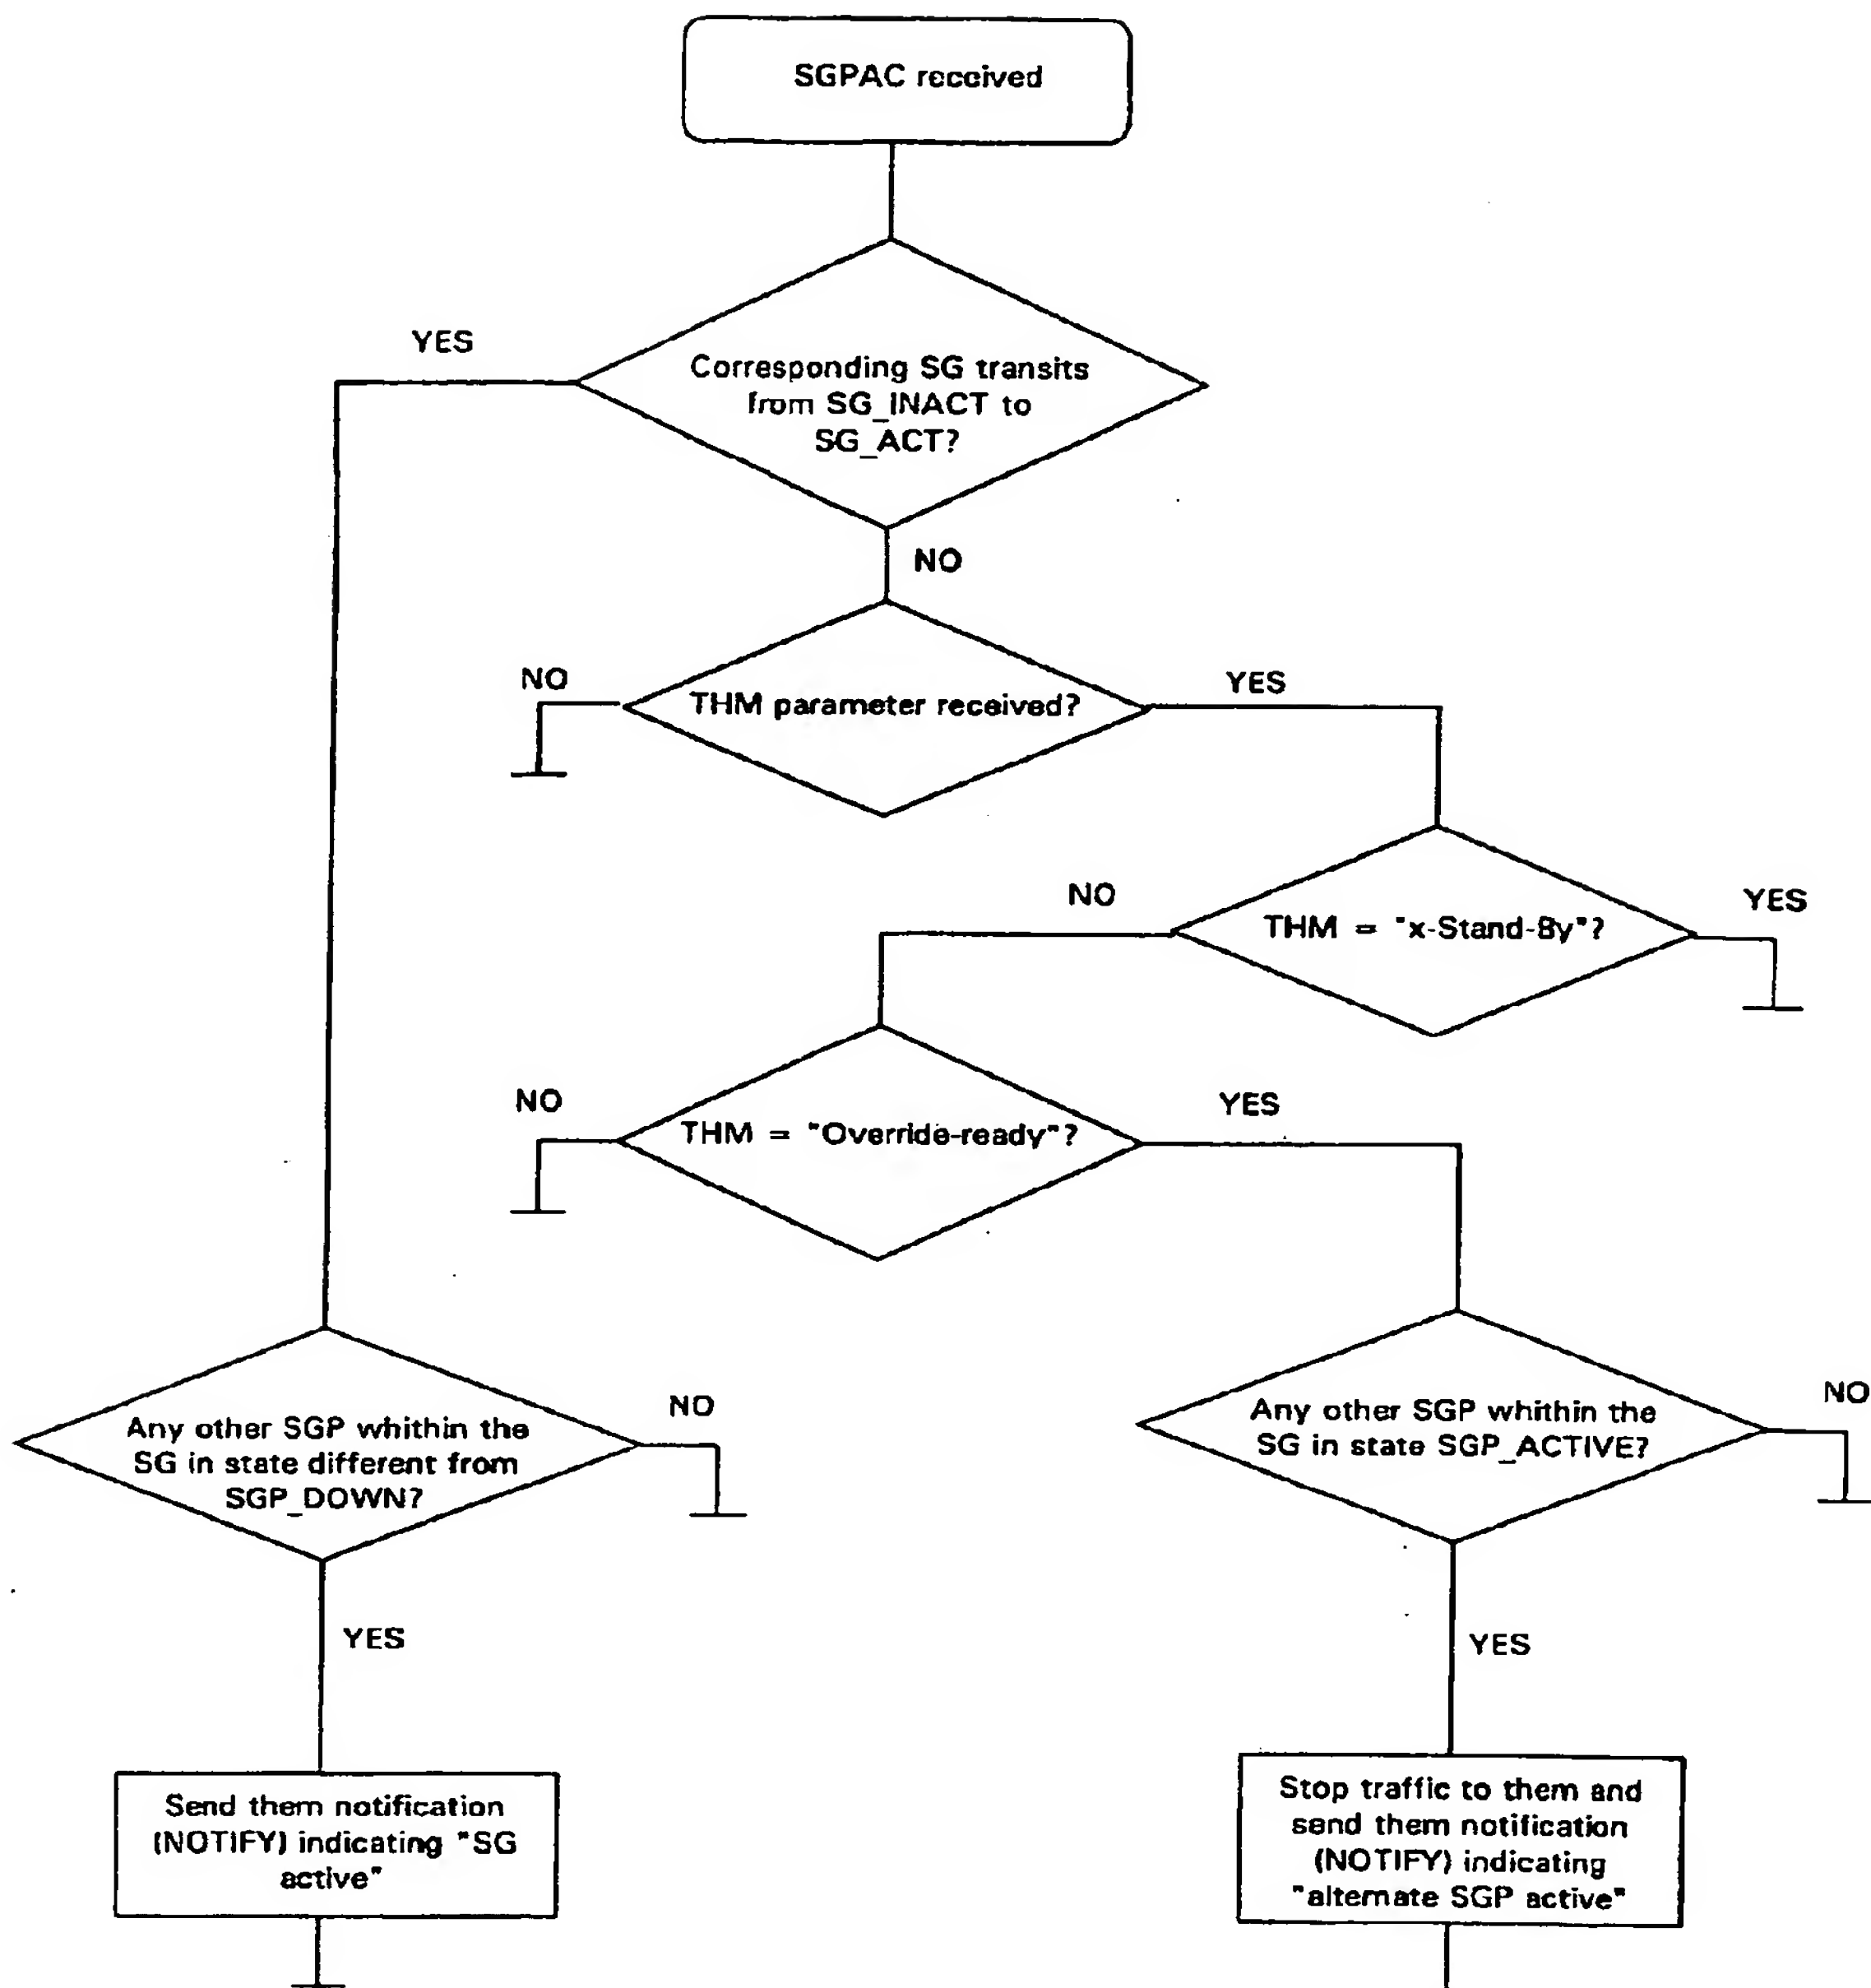 SGPAC received
YES
Corresponding SG transits
from SG_INACT to
SG_ACT?
NO
NO
THM parameter received?
YES
NO
THM = "x-Stand-By"?
YES
NO
THM = "Override-ready"?
YES
Any other SGP whithin the
SG in state different from
SGP_DOWN?
NO
Any other SGP whithin the
SG in state SGP_ACTIVE?
NO
YES
YES
Send them notification
(NOTIFY) indicating "SG
active"
Stop traffic to them and
send them notification
(NOTIFY) indicating
"alternate SGP active"